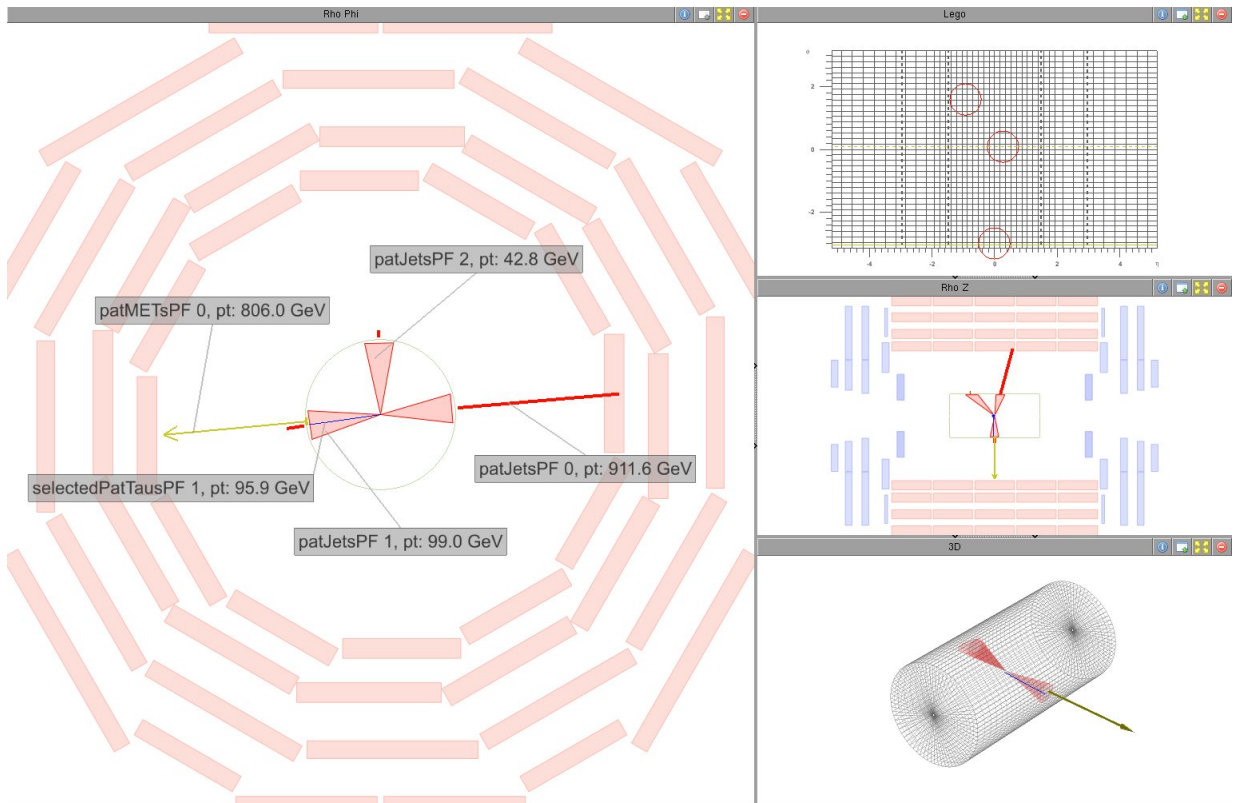 Rho Phi
patJetsPF 2, pt: 42.8 GeV
patMETsPF 0, pt: 806.0 GeV
patJetsPF 0, pt: 911.6 GeV
selectedPatTausPF 1, pt: 95.9 GeV
patJetsPF 1, pt: 99.0 GeV
Lego
2
0
-2
-4
-2
0
2
4
Rho Z
3D